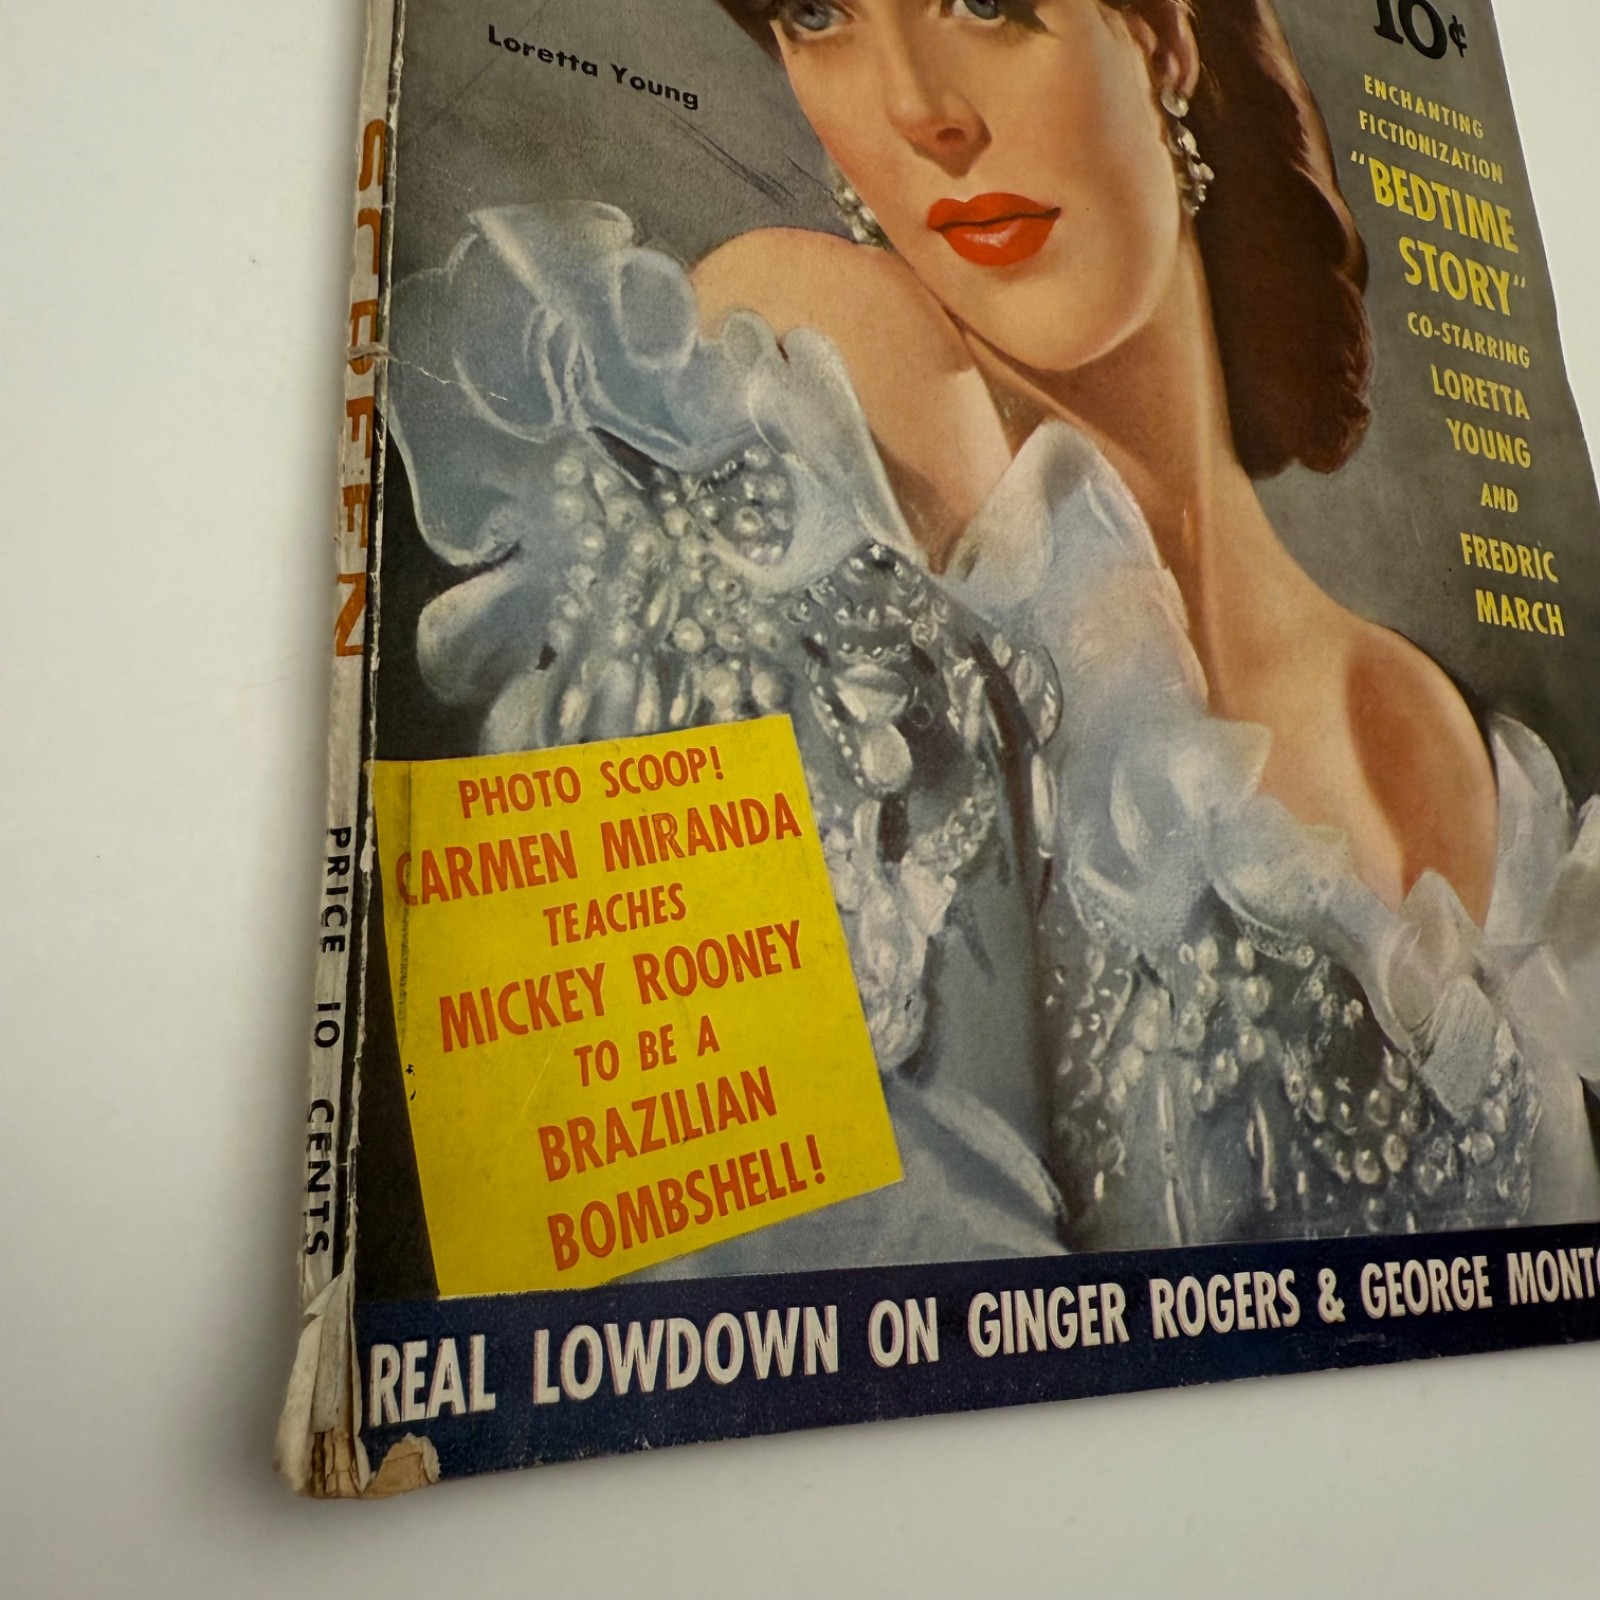 Loretta Young
10¢
ENCHANTING
FICTIONIZATION
"BEDTIME
STORY"
CO-STARRING
LORETTA
YOUNG
AND
FREDRIC
MARCH
PHOTO SCOOP!
CARMEN MIRANDA
TEACHES
MICKEY ROONEY
TO BE A
BRAZILIAN
BOMBSHELL!
REAL LOWDOWN ON GINGER ROGERS & GEORGE
PRICE 10 CENTS